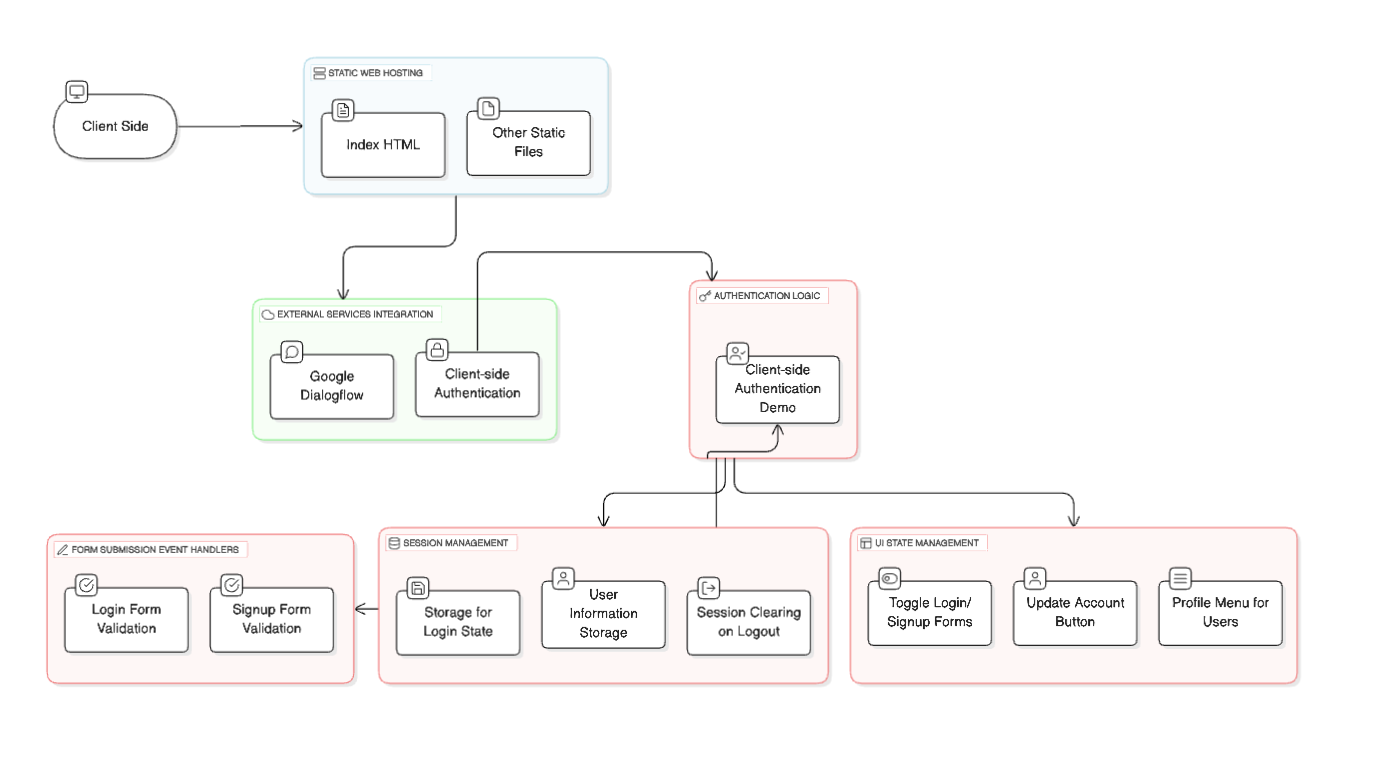 STATIC WEB HOSTING
Client Side
Index HTML
Other Static
Files
EXTERNAL SERVICES INTEGRATION
Google
Dialogflow
Client-side
Authentication
AUTHENTICATION LOGIC
Client-side
Authentication
Demo
FORM SUBMISSION EVENT HANDLERS
Login Form
Validation
Signup Form
Validation
SESSION MANAGEMENT
Storage for
Login State
User
Information
Storage
Session Clearing
on Logout
UI STATE MANAGEMENT
Toggle Login/
Signup Forms
Update Account
Button
Profile Menu for
Users